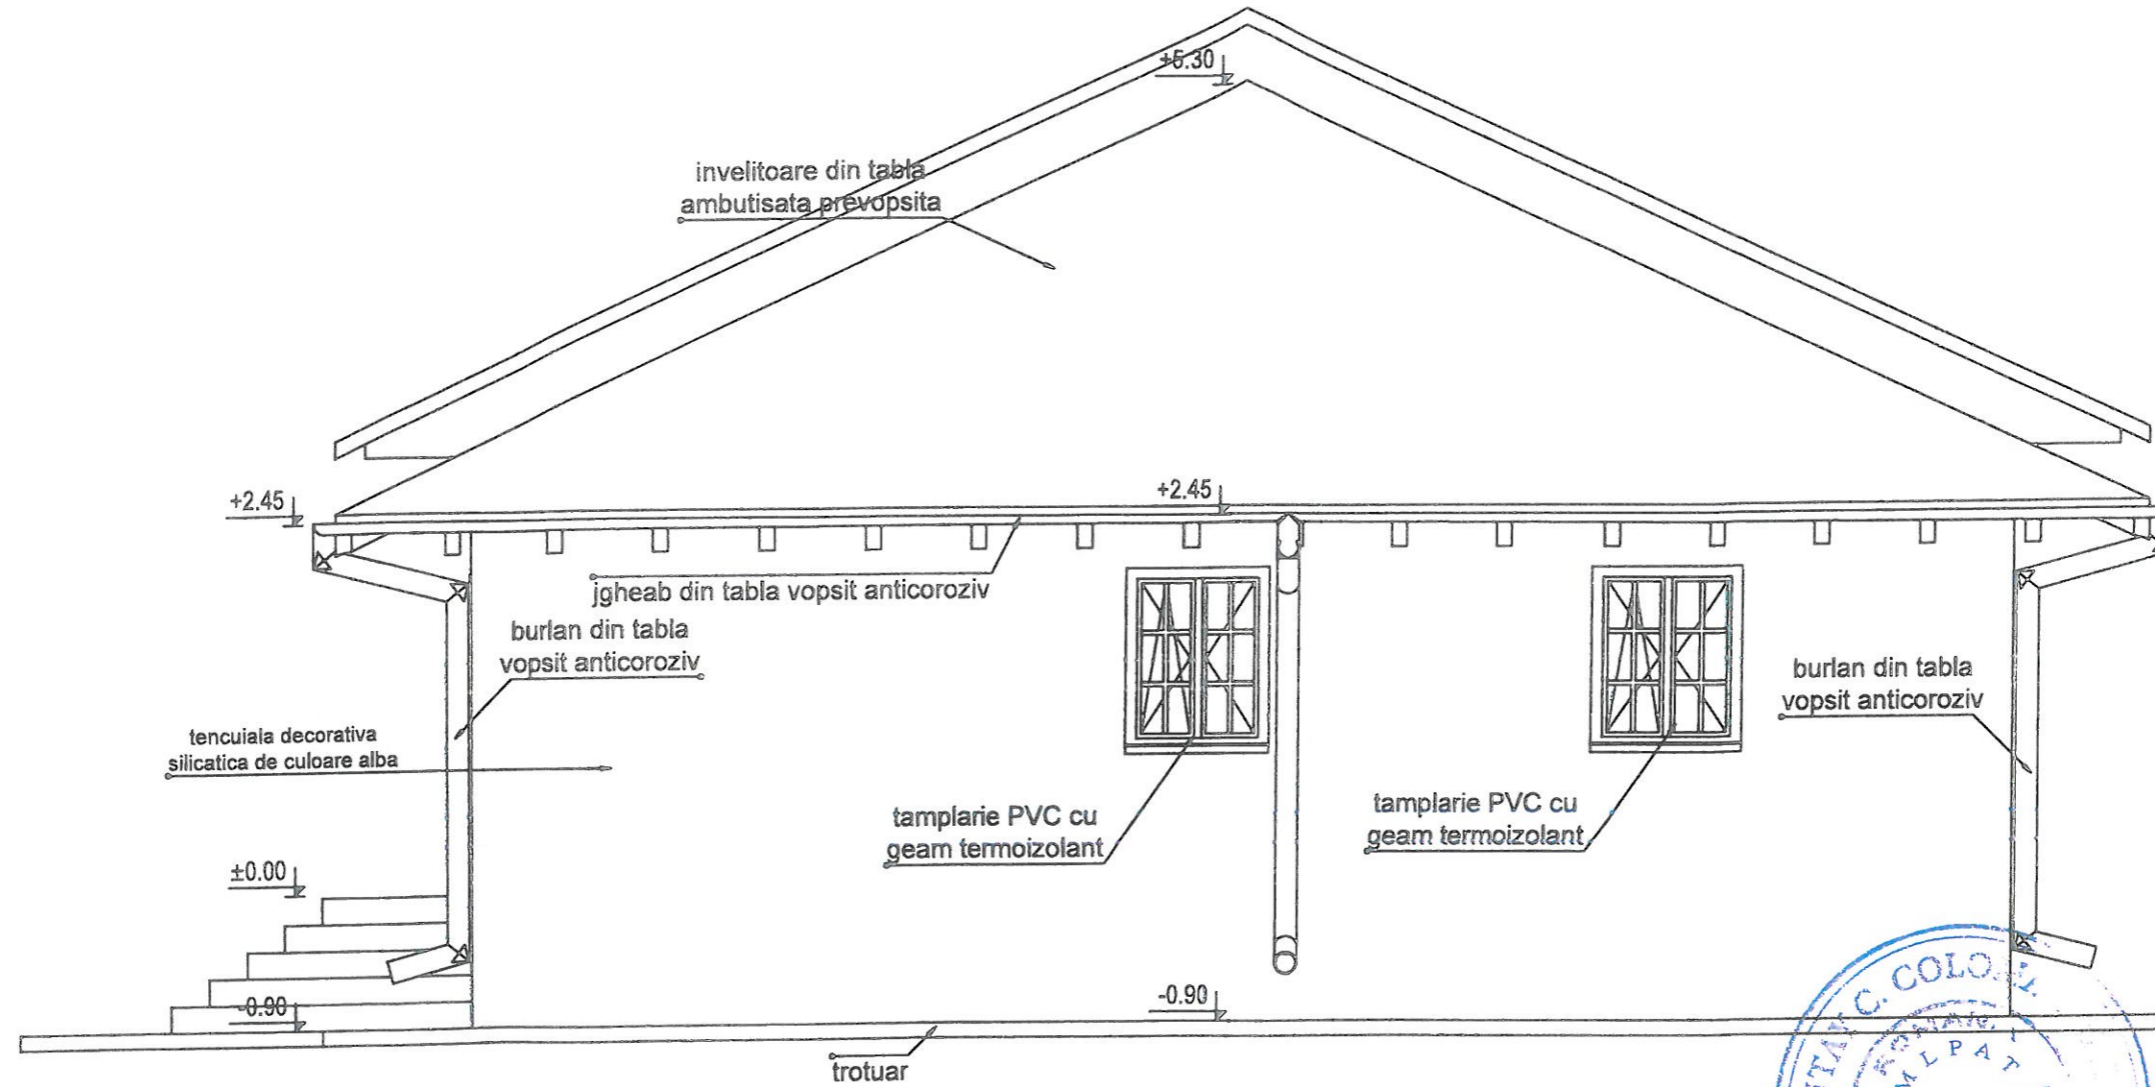 +5.30
invelitoare din tabla
ambutisata prevopsita
+2.45
+2.45
jgheab din tabla vopsit anticoroziv
burlan din tabla
vopsit anticoroziv
burlan din tabla
vopsit anticoroziv
tencuiala decorativa
silicatica de culoare alba
tamplarie PVC cu
geam termoizolant
tamplarie PVC cu
geam termoizolant
±0.00
-0.90
-0.90
trotuar
C.